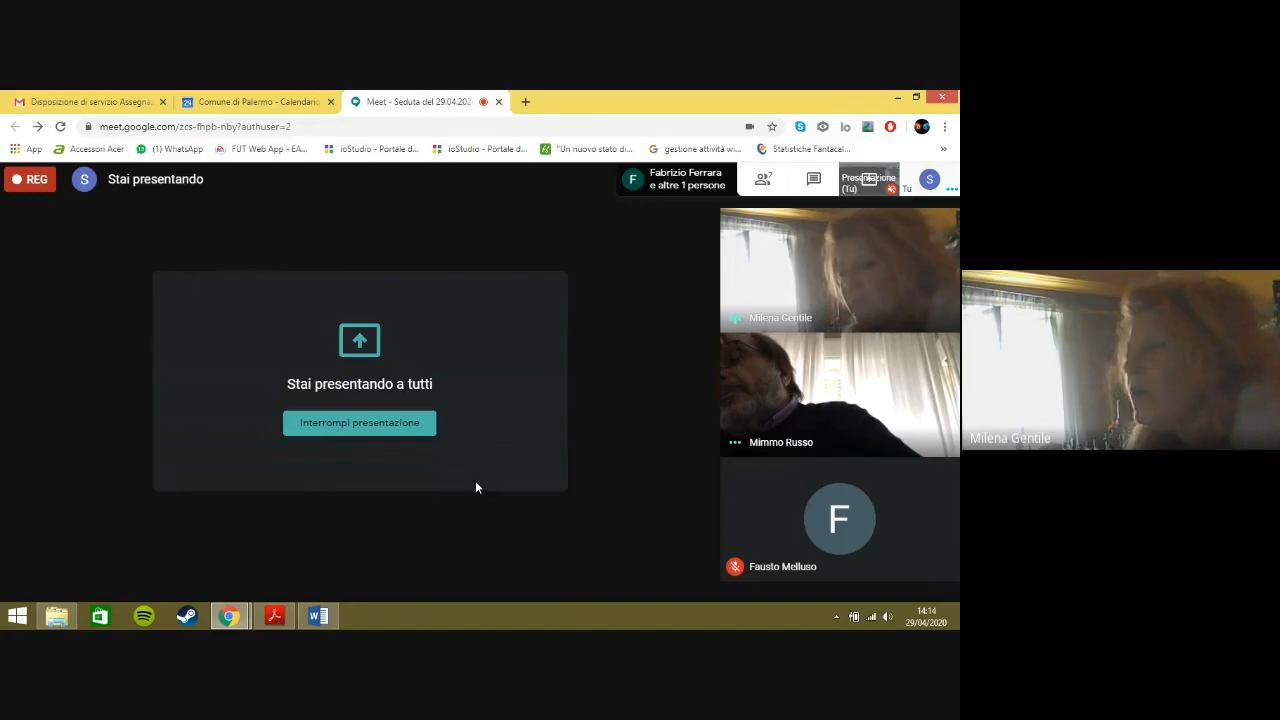 Disposizione di servizio Assegna
Comune di Palermo - Calendario
Meet - Seduta del 29.04.202
meet.google.com/zcs-fhpb-nby?authuser=2
App
Accessori Acer
(1) WhatsApp
FUT Web App - EA...
ioStudio - Portale d...
ioStudio - Portale d...
"Un nuovo stato di...
gestione attività wi...
Statistiche Fantacal...
»
REG
S
Stai presentando
F
Fabrizio Ferrara
e altre 1 persone
7
Presentazione
(Tu)
Tu
S
Milena Gentile
Stai presentando a tutti
Interrompi presentazione
Mimmo Russo
F
Fausto Melluso
Milena Gentile
14:14
29/04/2020